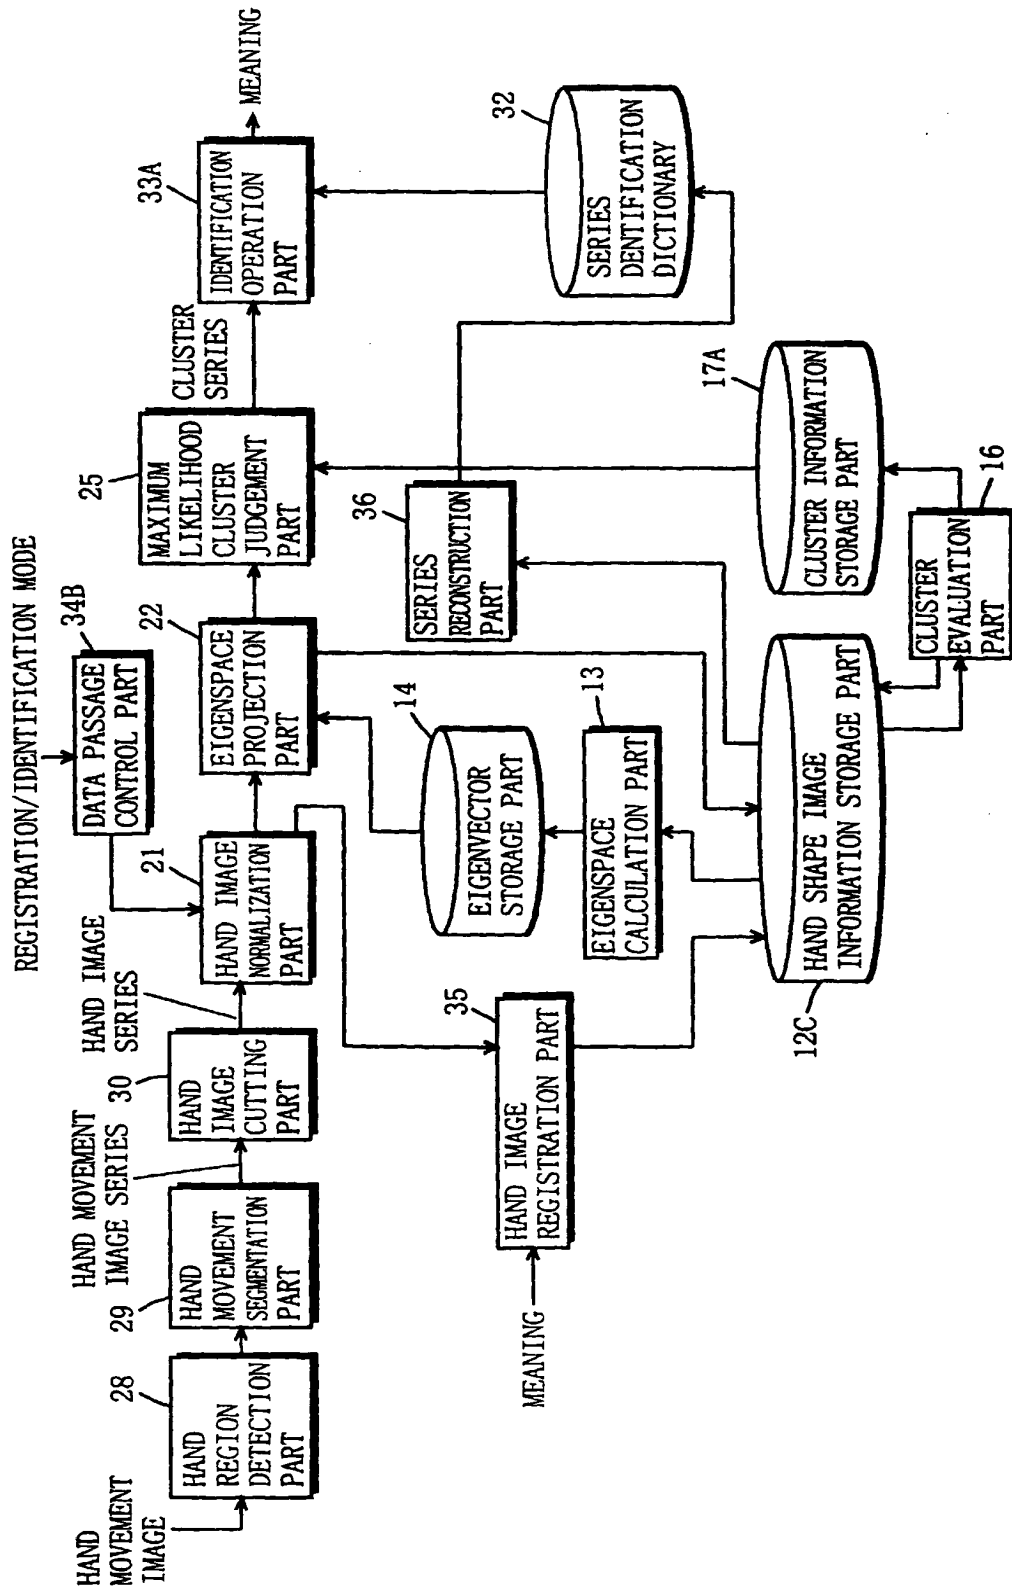 REGISTRATION/IDENTIFICATION MODE
34B
DATA PASSAGE
CONTROL PART
HAND
MOVEMENT
IMAGE
28
HAND
REGION
DETECTION
PART
29
HAND
MOVEMENT
SEGMENTATION
PART
HAND MOVEMENT
IMAGE SERIES
30
HAND
IMAGE
CUTTING
PART
HAND IMAGE
SERIES
21
HAND IMAGE
NORMALIZATION
PART
22
EIGENSPACE
PROJECTION
PART
25
MAXIMUM
LIKELIHOOD
CLUSTER
JUDGEMENT
PART
CLUSTER
SERIES
33A
IDENTIFICATION
OPERATION
PART
MEANING
14
EIGENVECTOR
STORAGE PART
36
SERIES
RECONSTRUCTION
PART
32
SERIES
DENTIFICATION
DICTIONARY
MEANING
35
HAND IMAGE
REGISTRATION PART
13
EIGENSPACE
CALCULATION PART
17A
CLUSTER INFORMATION
STORAGE PART
12C
HAND SHAPE IMAGE
INFORMATION STORAGE PART
16
CLUSTER
EVALUATION
PART